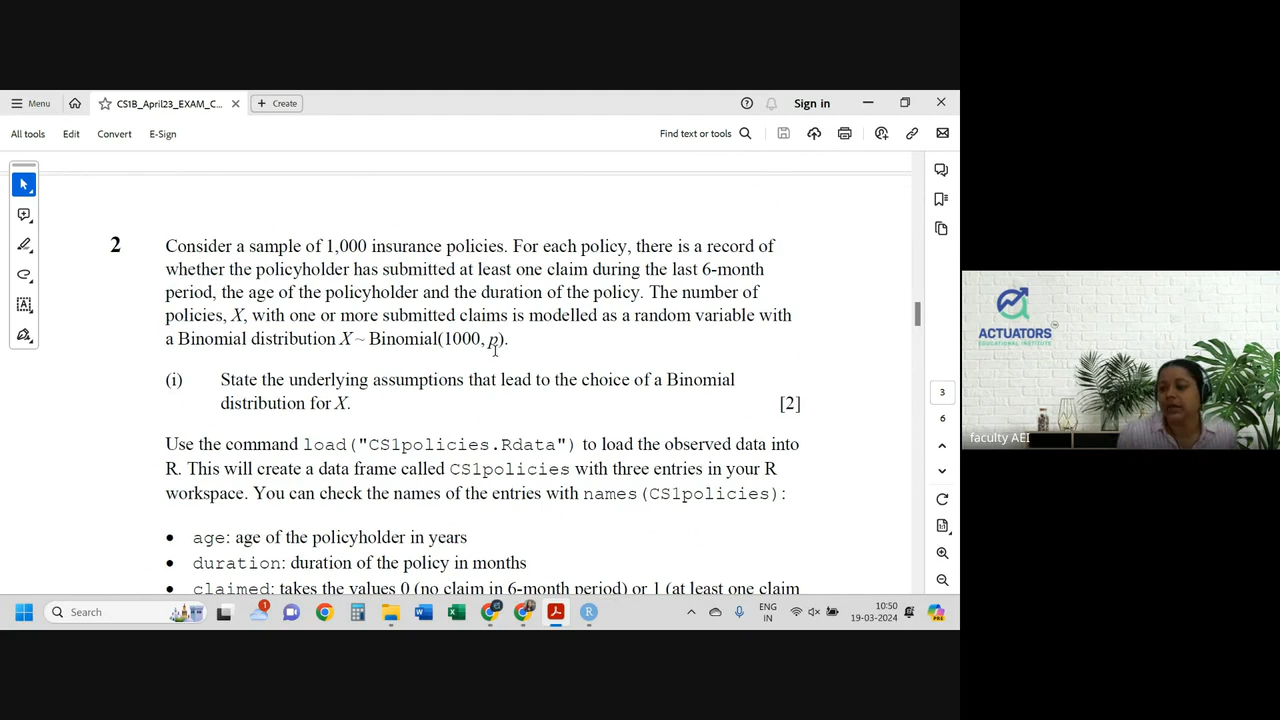 Menu
CS1B_April23_EXAM_C...
Create
Sign in
All tools
Edit
Convert
E-Sign
Find text or tools
2
Consider a sample of 1,000 insurance policies. For each policy, there is a record of
whether the policyholder has submitted at least one claim during the last 6-month
period, the age of the policyholder and the duration of the policy. The number of
policies, X, with one or more submitted claims is modelled as a random variable with
a Binomial distribution X ~ Binomial(1000, p).
(i) State the underlying assumptions that lead to the choice of a Binomial
distribution for X. [2]
Use the command load("CS1policies.Rdata") to load the observed data into
R. This will create a data frame called CS1policies with three entries in your R
workspace. You can check the names of the entries with names(CS1policies):
• age: age of the policyholder in years
• duration: duration of the policy in months
• claimed: takes the values 0 (no claim in 6-month period) or 1 (at least one claim
3
6
ACTUATORS
EDUCATIONAL INSTITUTE
faculty AEI
Search
1
ENG
IN
10:50
19-03-2024